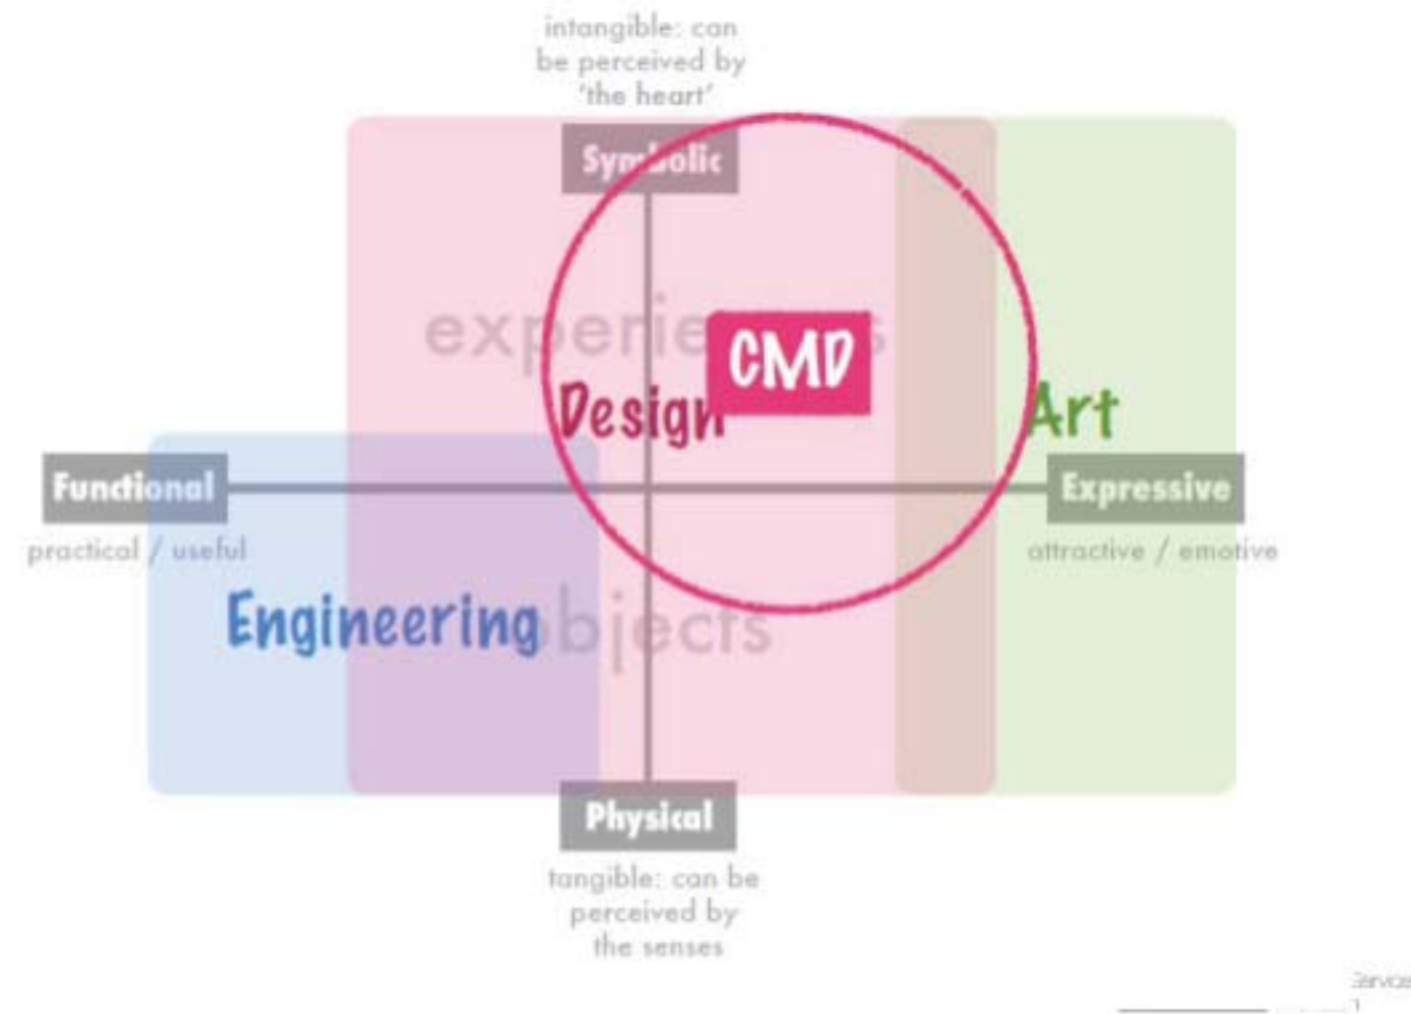 intangible: can
be perceived by
'the heart'
Symbolic
experiences
CMD
Design
Art
Functional
Expressive
practical / useful
attractive / emotive
Engineering
objects
Physical
tangible: can be
perceived by
the senses